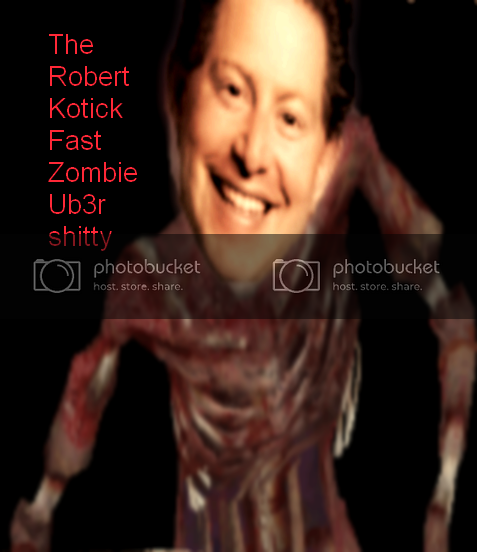 The
Robert
Kotick
Fast
Zombie
Ub3r
shitty
photobucket photobucket
host. store. share. host. store. share.